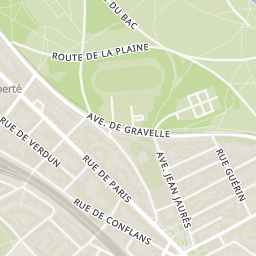 DU BAC
ROUTE DE LA PLAINE
berté
AVE. DE GRAVELLE
RUE DE VERDUN
RUE DE PARIS
AVE. JEAN JAURÈS
RUE GUÉRIN
RUE DE CONFLANS